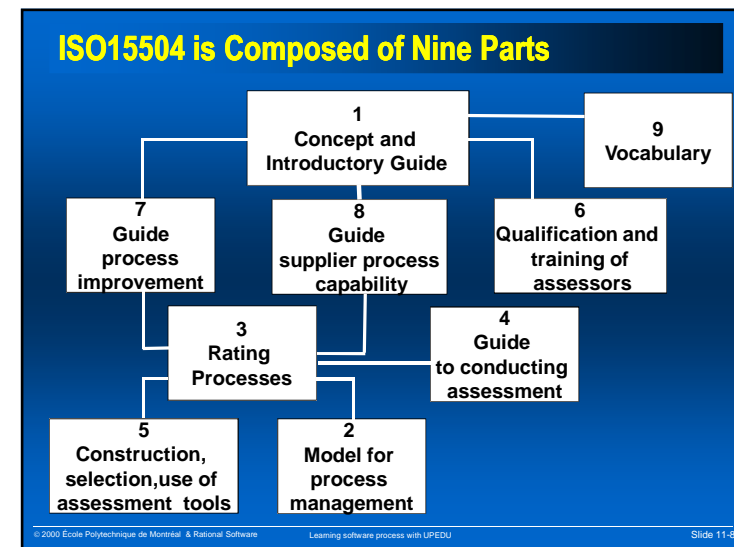 ISO15504 is Composed of Nine Parts
1
Concept and
Introductory Guide
9
Vocabulary
7
Guide
process
improvement
8
Guide
supplier process
capability
6
Qualification and
training of
assessors
3
Rating
Processes
4
Guide
to conducting
assessment
5
Construction,
selection,use of
assessment tools
2
Model for
process
management
© 2000 École Polytechnique de Montréal & Rational Software
Learning software process with UPEDU
Slide 11-8